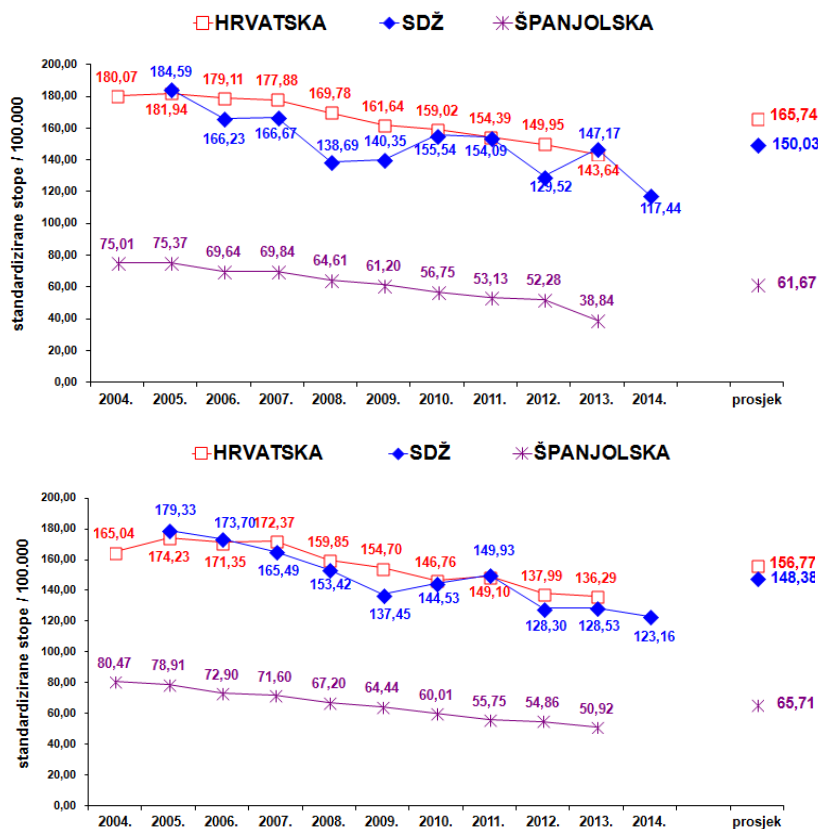 HRVATSKA SDŽ ŠPANJOLSKA
standardizirane stope / 100.000
200,00
180,00
160,00
140,00
120,00
100,00
80,00
60,00
40,00
20,00
0,00
180,07 184,59 179,11 177,88 169,78 161,64 159,02 154,39 149,95 147,17 165,74
181,94 166,23 166,67 138,69 140,35 155,54 154,09 129,52 143,64 117,44 150,03
75,01 75,37 69,64 69,84 64,61 61,20 56,75 53,13 52,28 38,84 61,67
2004. 2005. 2006. 2007. 2008. 2009. 2010. 2011. 2012. 2013. 2014. prosjek
HRVATSKA SDŽ ŠPANJOLSKA
standardizirane stope / 100.000
200,00
180,00
160,00
140,00
120,00
100,00
80,00
60,00
40,00
20,00
0,00
165,04 179,33 173,70 172,37 159,85 154,70 146,76 149,93 137,99 136,29 156,77
174,23 171,35 165,49 153,42 137,45 144,53 149,10 128,30 128,53 123,16 148,38
80,47 78,91 72,90 71,60 67,20 64,44 60,01 55,75 54,86 50,92 65,71
2004. 2005. 2006. 2007. 2008. 2009. 2010. 2011. 2012. 2013. 2014. prosjek